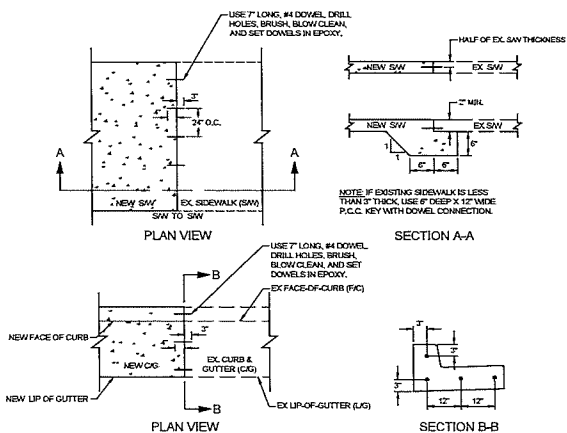 USE 7" LONG, #4 DOWEL, DRILL
HOLES, BRUSH, BLOW CLEAN,
AND SET DOWELS IN EPOXY.
3"
4"
24" O.C.
A
A
NEW S/W
EX. SIDEWALK (S/W)
S/W TO S/W
PLAN VIEW
HALF OF EX. S/W THICKNESS
NEW S/W
EX S/W
2" MIN.
NEW S/W
EX S/W
1
1
6"
6"
6"
NOTE: IF EXISTING SIDEWALK IS LESS
THAN 3" THICK, USE 6" DEEP X 12" WIDE
P.C.C. KEY WITH DOWEL CONNECTION.
SECTION A-A
USE 7" LONG, #4 DOWEL,
DRILL HOLES, BRUSH,
BLOW CLEAN, AND SET
DOWELS IN EPOXY.
B
EX FACE-OF-CURB (F/C)
NEW FACE OF CURB
3"
4"
NEW C/G
EX. CURB &
GUTTER (C/G)
NEW LIP OF GUTTER
EX LIP-OF-GUTTER (L/G)
B
PLAN VIEW
3"
3"
3"
12"
12"
SECTION B-B